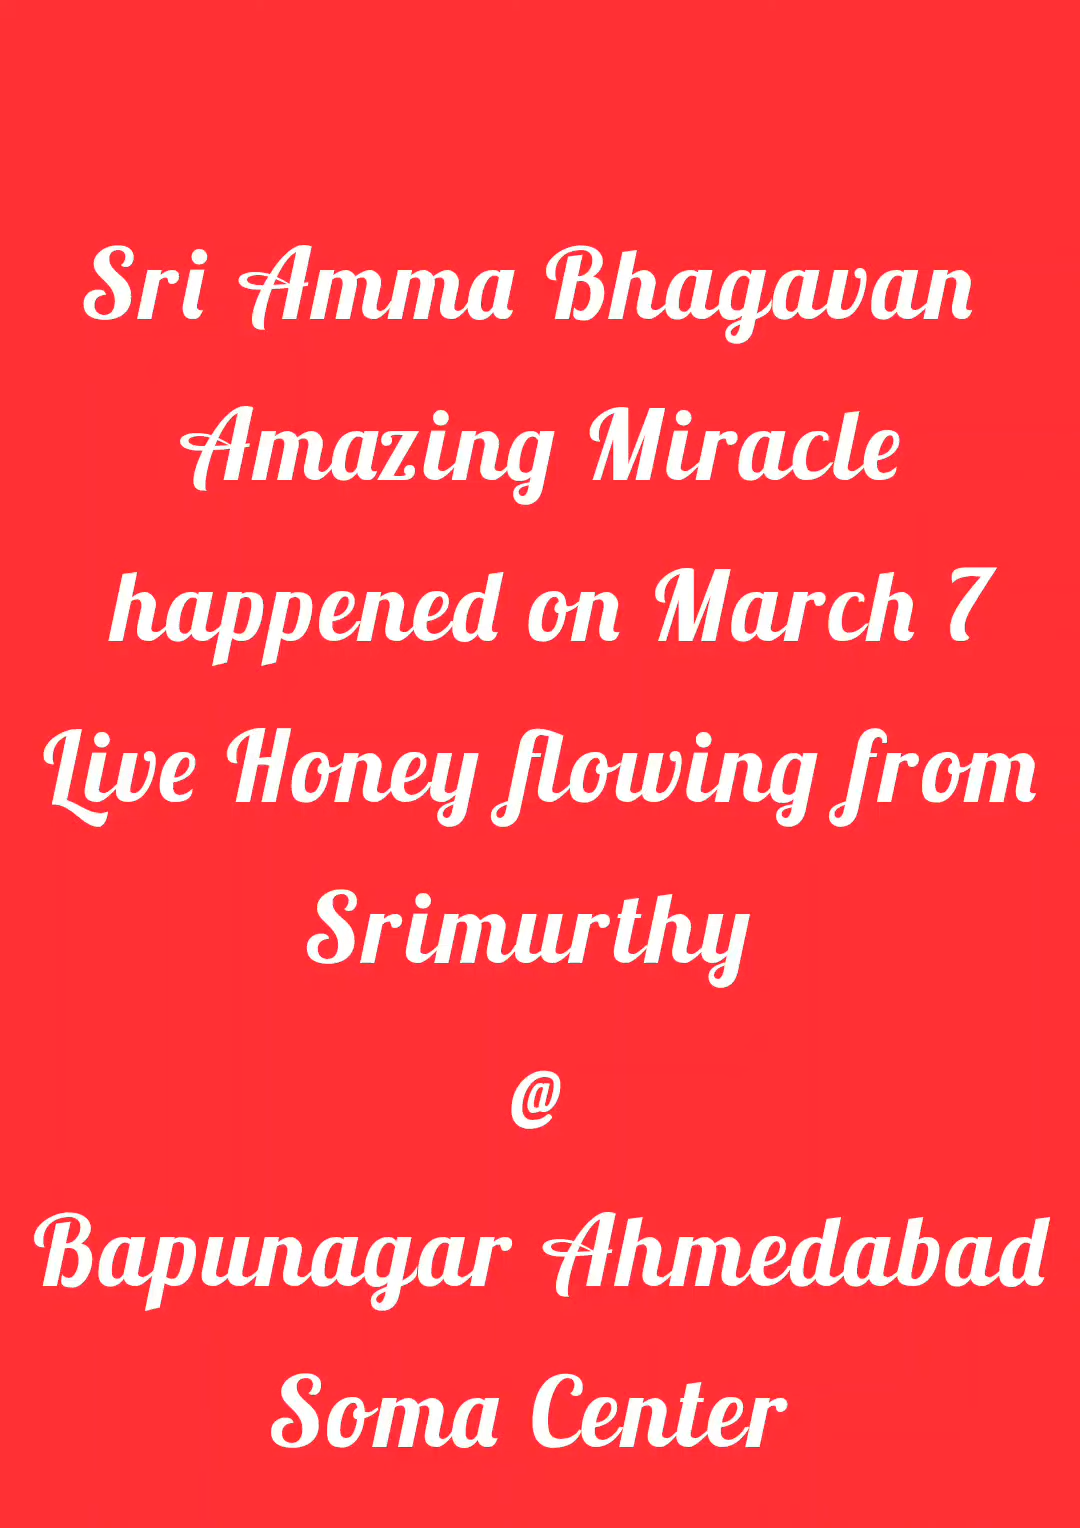 Sri Amma Bhagavan
Amazing Miracle
happened on March 7
Live Honey flowing from
Srimurthy
@
Bapunagar Ahmedabad
Soma Center